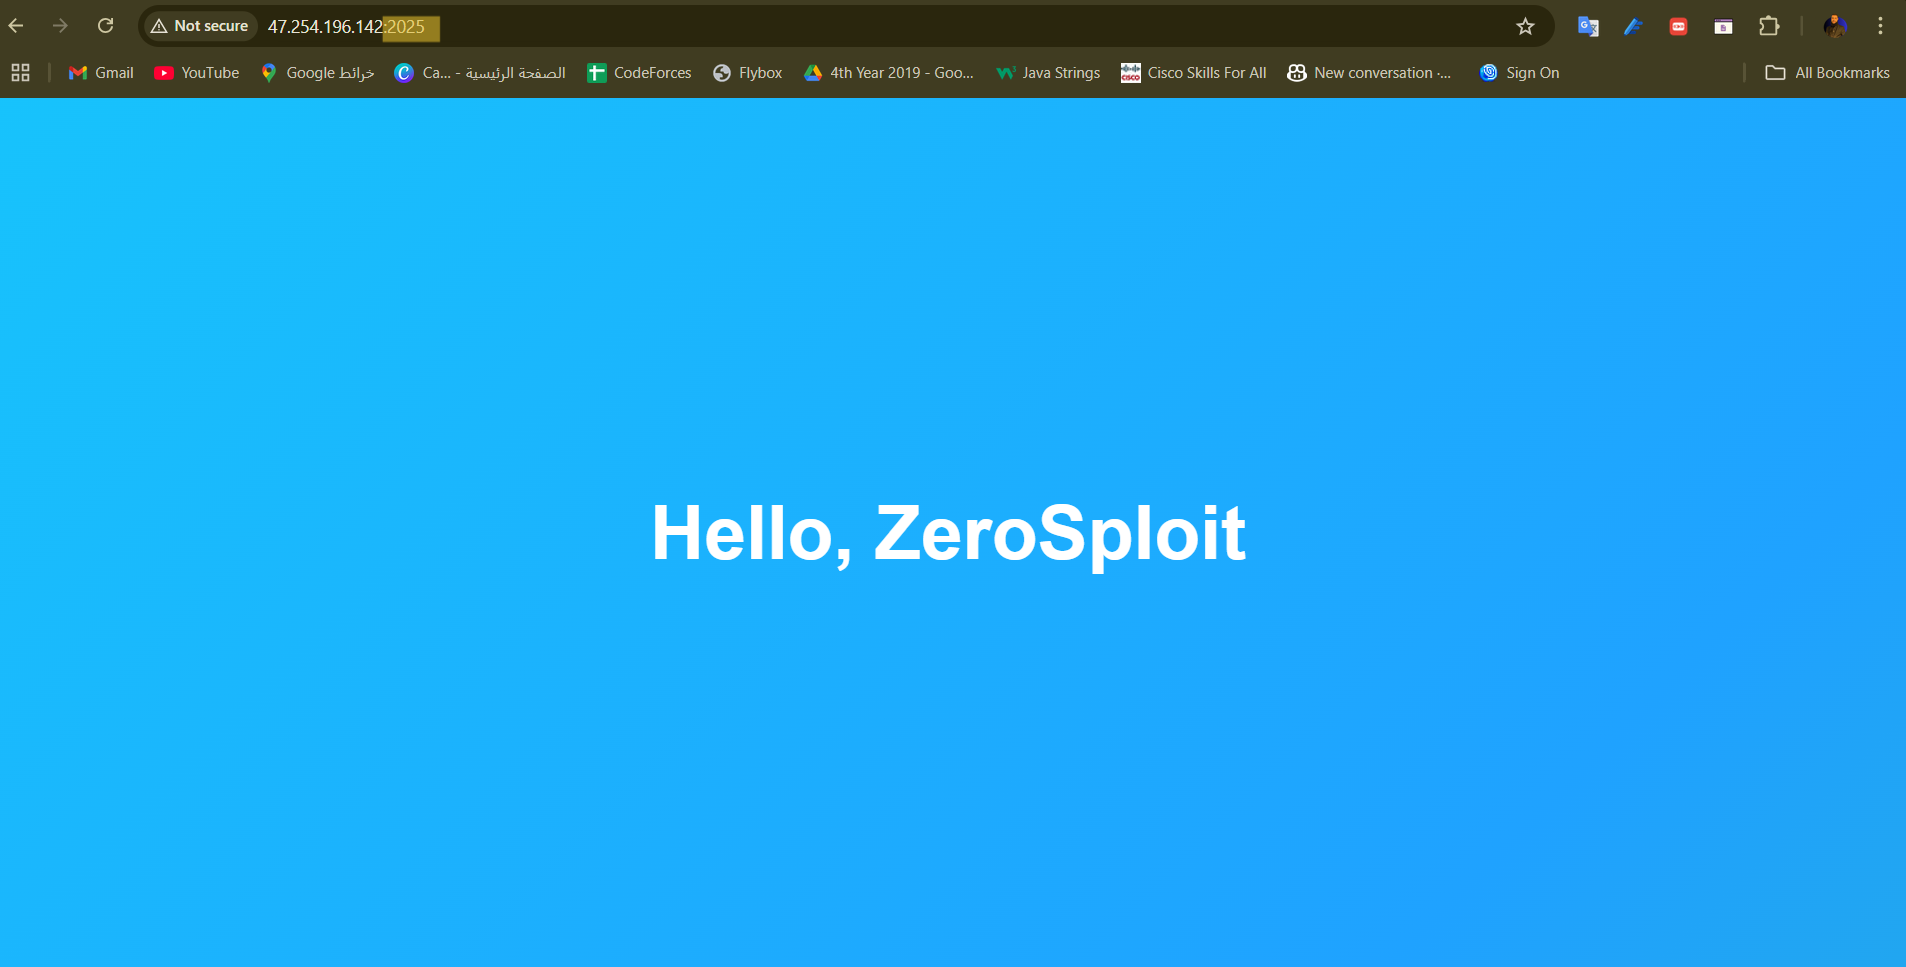 Not secure 47.254.196.142:2025
Gmail YouTube خرائط Google Ca... - الصفحة الرئيسية CodeForces Flybox 4th Year 2019 - Goo... Java Strings Cisco Skills For All New conversation ·... Sign On All Bookmarks
Hello, ZeroSploit